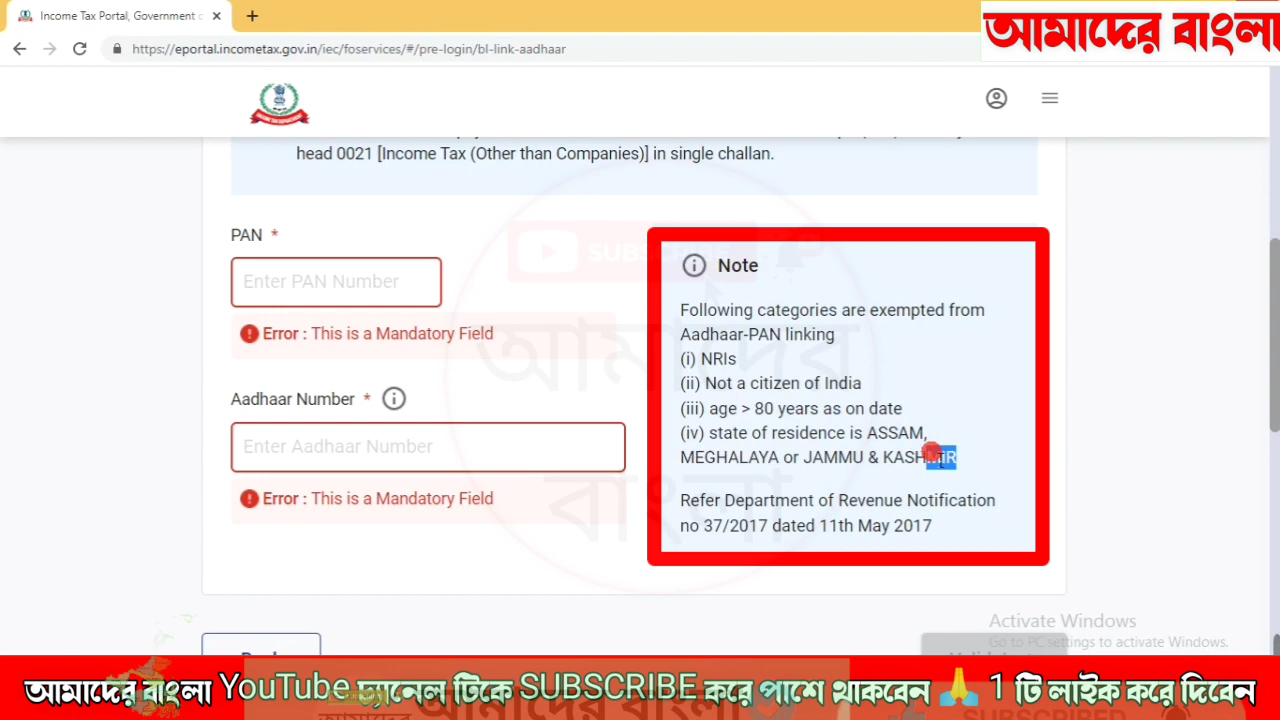 Income Tax Portal, Government
আমাদের বাংলা
https://eportal.incometax.gov.in/iec/foservices/#/pre-login/bl-link-aadhaar
head 0021 [Income Tax (Other than Companies)] in single challan.
PAN *
Enter PAN Number
Error : This is a Mandatory Field
Aadhaar Number *
Enter Aadhaar Number
Error : This is a Mandatory Field
SUBSCRIBE
Note
Following categories are exempted from
Aadhaar-PAN linking
(i) NRIs
(ii) Not a citizen of India
(iii) age > 80 years as on date
(iv) state of residence is ASSAM,
MEGHALAYA or JAMMU & KASHMIR
Refer Department of Revenue Notification
no 37/2017 dated 11th May 2017
আমাদের
বাংলা
Activate Windows
Go to PC settings to activate Windows.
আমাদের বাংলা YouTube চ্যানেল টিকে SUBSCRIBE করে পাশে থাকবেন 🙏 1 টি লাইক করে দিবেন
আমাদের বাংলা
SUBSCRIBED